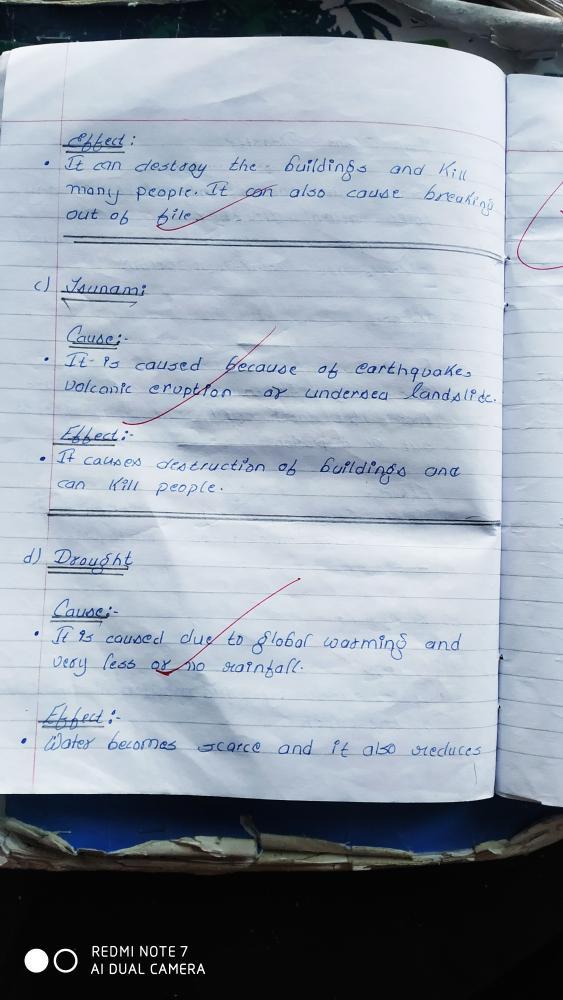 Effect:
• It can destroy the buildings and kill
many people. It can also cause breaking
out of file
c) Tsunami
Cause:-
• It is caused because of earthquake,
volcanic eruption or undersea landslide.
Effect:-
• It causes destruction of buildings and
can kill people.
d) Drought
Cause:-
• It is caused due to global warming and
very less or no rainfall.
Effect:-
• Water becomes scarce and it also reduces
REDMI NOTE 7
AI DUAL CAMERA